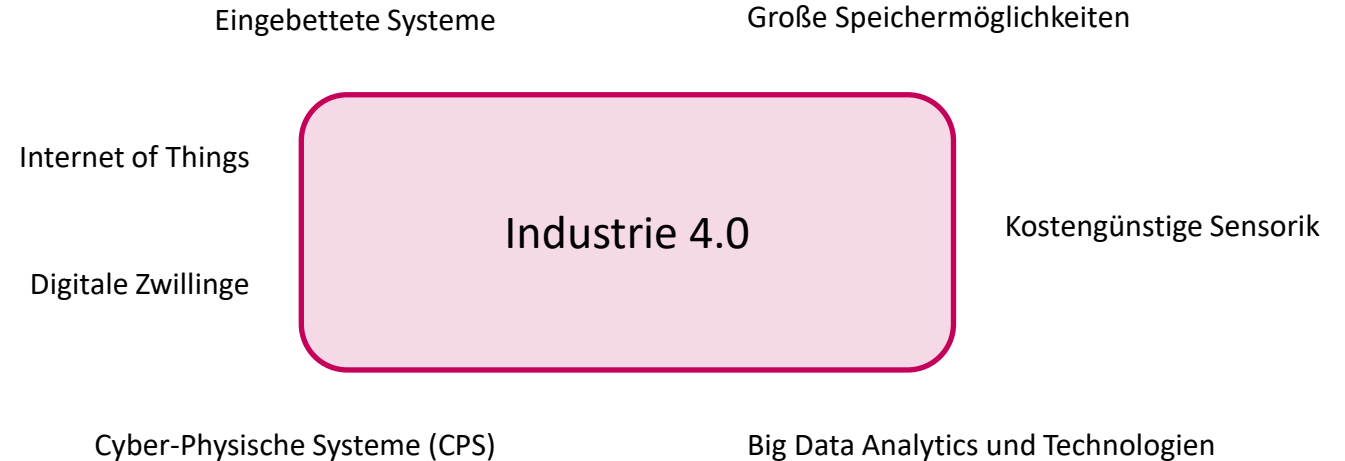 Eingebettete Systeme
Große Speichermöglichkeiten
Internet of Things
Industrie 4.0
Kostengünstige Sensorik
Digitale Zwillinge
Cyber-Physische Systeme (CPS)
Big Data Analytics und Technologien